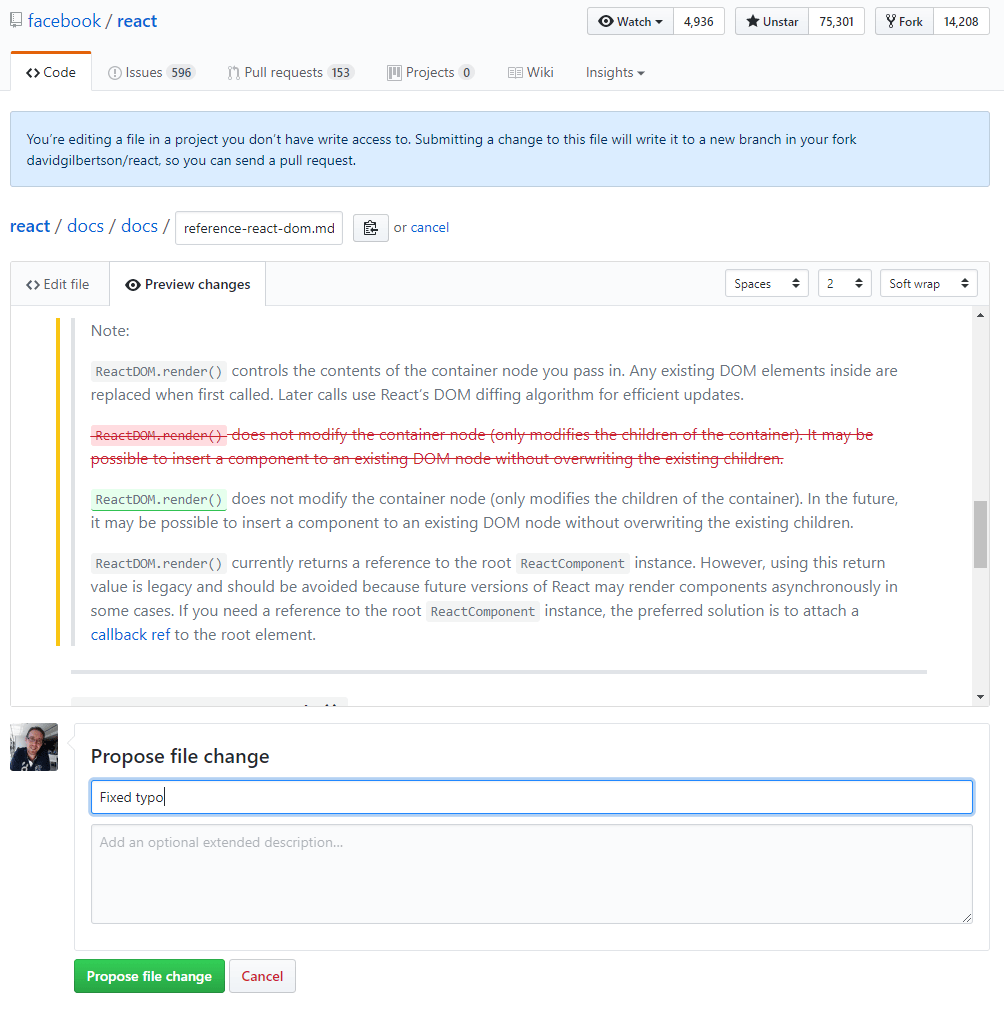 facebook / react
Watch 4,936 Unstar 75,301 Fork 14,208
Code Issues 596 Pull requests 153 Projects 0 Wiki Insights
You’re editing a file in a project you don’t have write access to. Submitting a change to this file will write it to a new branch in your fork
davidgilbertson/react, so you can send a pull request.
react / docs / docs / reference-react-dom.md or cancel
Edit file Preview changes Spaces 2 Soft wrap
Note:
ReactDOM.render() controls the contents of the container node you pass in. Any existing DOM elements inside are
replaced when first called. Later calls use React’s DOM diffing algorithm for efficient updates.
ReactDOM.render() does not modify the container node (only modifies the children of the container). It may be
possible to insert a component to an existing DOM node without overwriting the existing children.
ReactDOM.render() does not modify the container node (only modifies the children of the container). In the future,
it may be possible to insert a component to an existing DOM node without overwriting the existing children.
ReactDOM.render() currently returns a reference to the root ReactComponent instance. However, using this return
value is legacy and should be avoided because future versions of React may render components asynchronously in
some cases. If you need a reference to the root ReactComponent instance, the preferred solution is to attach a
callback ref to the root element.
Propose file change
Fixed typo
Add an optional extended description...
Propose file change Cancel